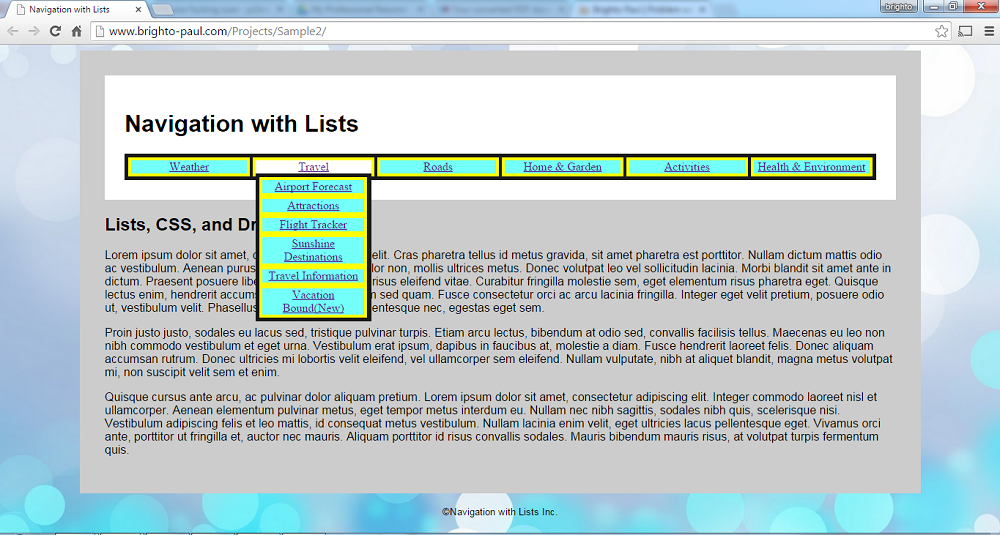 Navigation with Lists
brighto
www.brighto-paul.com/Projects/Sample2/
Navigation with Lists
Weather Travel Roads Home & Garden Activities Health & Environment
Airport Forecast
Attractions
Flight Tracker
Sunshine
Destinations
Travel Information
Vacation
Bound(New)
Lists, CSS, and
Lorem ipsum dolor sit amet, elit. Cras pharetra tellus id metus gravida, sit amet pharetra est porttitor. Nullam dictum mattis odio
ac vestibulum. Aenean purus dolor non, mollis ultrices metus. Donec volutpat leo vel sollicitudin lacinia. Morbi blandit sit amet ante in
dictum. Praesent posuere risus eleifend vitae. Curabitur fringilla molestie sem, eget elementum risus pharetra eget. Quisque
lectus enim, hendrerit sed quam. Fusce consectetur orci ac arcu lacinia fringilla. Integer eget velit pretium, posuere odio
ut, vestibulum velit. nec, egestas eget sem.
Proin justo justo, sodales eu lacus sed, tristique pulvinar turpis. Etiam arcu lectus, bibendum at odio sed, convallis facilisis tellus. Maecenas eu leo non
nibh commodo vestibulum et eget urna. Vestibulum erat ipsum, dapibus in faucibus at, molestie a diam. Fusce hendrerit laoreet felis. Donec aliquam
accumsan rutrum. Donec ultricies mi lobortis velit eleifend, vel ullamcorper sem eleifend. Nullam vulputate, nibh at aliquet blandit, magna metus volutpat
mi, non suscipit velit sem et enim.
Quisque cursus ante arcu, ac pulvinar dolor aliquam pretium. Lorem ipsum dolor sit amet, consectetur adipiscing elit. Integer commodo laoreet nisl et
ullamcorper. Aenean elementum pulvinar metus, eget tempor metus interdum eu. Nullam nec nibh sagittis, sodales nibh quis, scelerisque nisi.
Vestibulum adipiscing felis et leo mattis, id consequat metus vestibulum. Nullam lacinia enim velit, eget ultricies lacus pellentesque eget. Vivamus orci
ante, porttitor ut fringilla et, auctor nec mauris. Aliquam porttitor id risus convallis sodales. Mauris bibendum mauris risus, at volutpat turpis fermentum
quis.
©Navigation with Lists Inc.